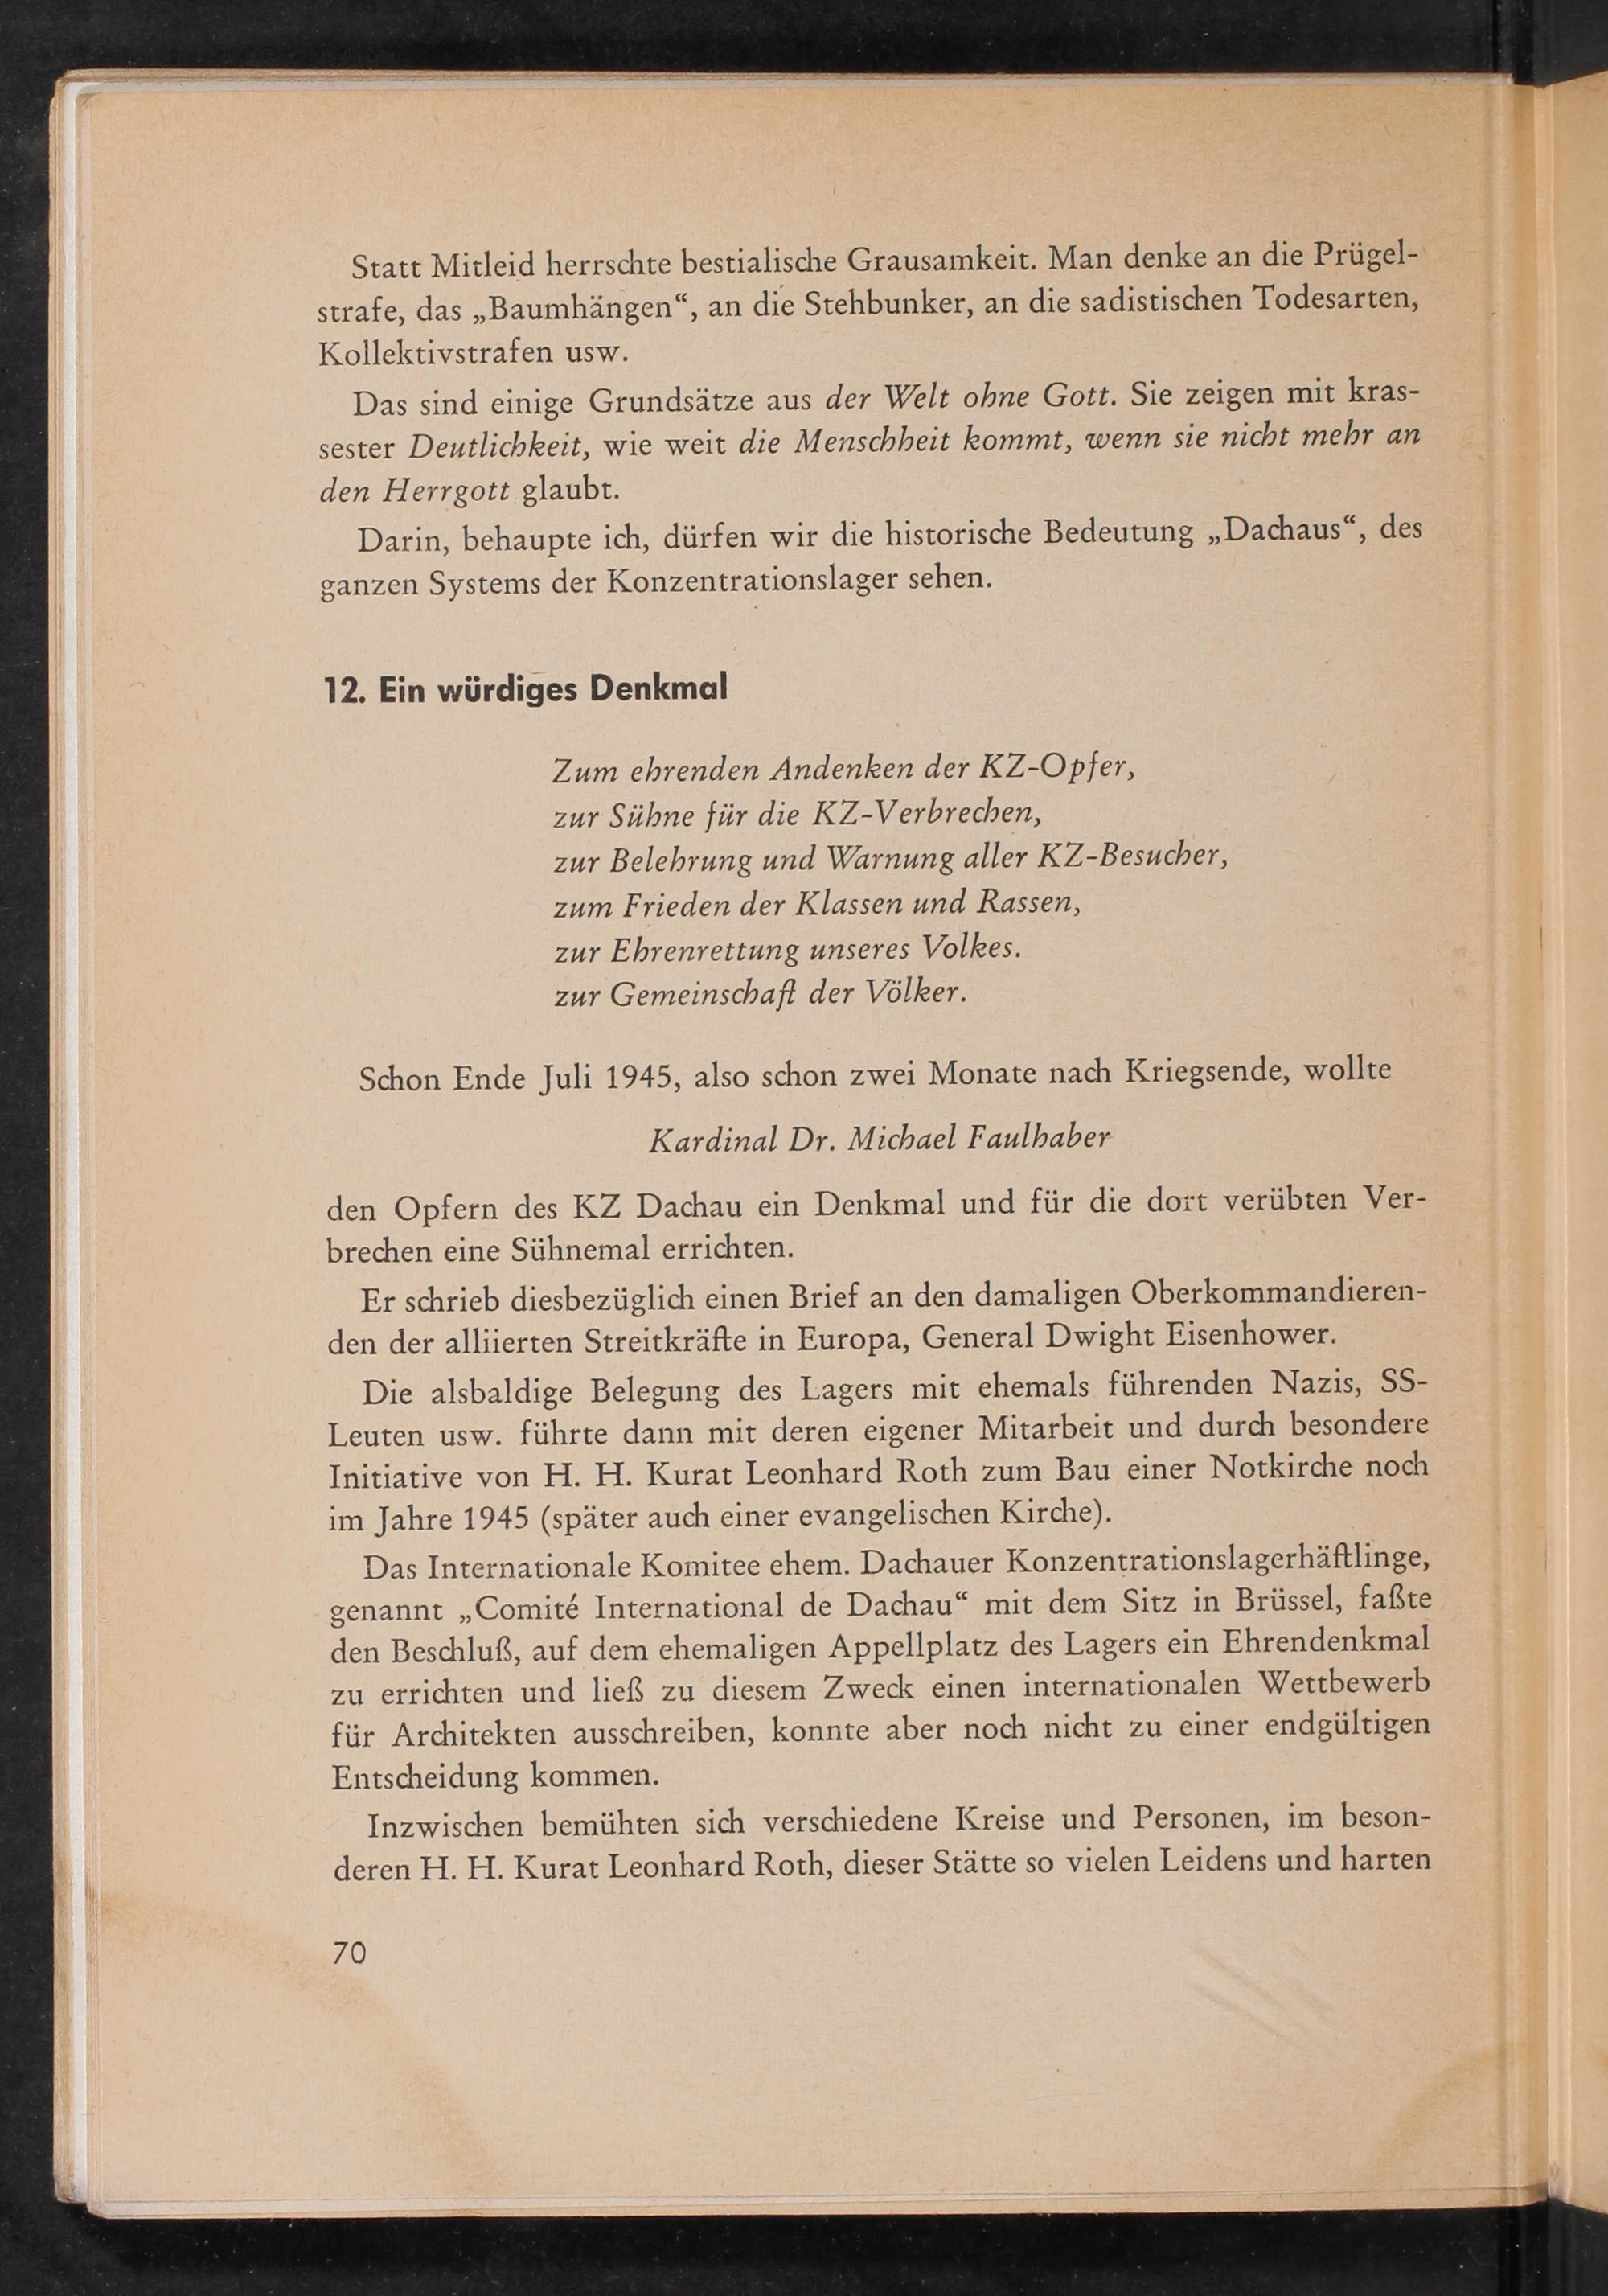 Statt Mitleid herrschte bestialische Grausamkeit. Man denke an die Prügel-
strafe, das „Baumhängen“, an die Stehbunker, an die sadistischen Todesarten,
Kollektivstrafen usw.
Das sind einige Grundsätze aus der Welt ohne Gott. Sie zeigen mit kras-
sester Deutlichkeit, wie weit die Menschheit kommt, wenn sie nicht mehr an
den Herrgott glaubt.
Darin, behaupte ich, dürfen wir die historische Bedeutung „Dachaus“, des
ganzen Systems der Konzentrationslager sehen.
12. Ein würdiges Denkmal
Zum ehrenden Andenken der KZ-Opfer,
zur Sühne für die KZ-Verbrechen,
zur Belehrung und Warnung aller KZ-Besucher,
zum Frieden der Klassen und Rassen,
zur Ehrenrettung unseres Volkes.
zur Gemeinschaft der Völker.
Schon Ende Juli 1945, also schon zwei Monate nach Kriegsende, wollte
Kardinal Dr. Michael Faulhaber
den Opfern des KZ Dachau ein Denkmal und für die dort verübten Ver-
brechen eine Sühnemal errichten.
Er schrieb diesbezüglich einen Brief an den damaligen Oberkommandieren-
den der alliierten Streitkräfte in Europa, General Dwight Eisenhower.
Die alsbaldige Belegung des Lagers mit ehemals führenden Nazis, SS-
Leuten usw. führte dann mit deren eigener Mitarbeit und durch besondere
Initiative von H. H. Kurat Leonhard Roth zum Bau einer Notkirche noch
im Jahre 1945 (später auch einer evangelischen Kirche).
Das Internationale Komitee ehem. Dachauer Konzentrationslagerhäftlinge,
genannt „Comité International de Dachau“ mit dem Sitz in Brüssel, faßte
den Beschluß, auf dem ehemaligen Appellplatz des Lagers ein Ehrendenkmal
zu errichten und ließ zu diesem Zweck einen internationalen Wettbewerb
für Architekten ausschreiben, konnte aber noch nicht zu einer endgültigen
Entscheidung kommen.
Inzwischen bemühten sich verschiedene Kreise und Personen, im beson-
deren H. H. Kurat Leonhard Roth, dieser Stätte so vielen Leidens und harten
70